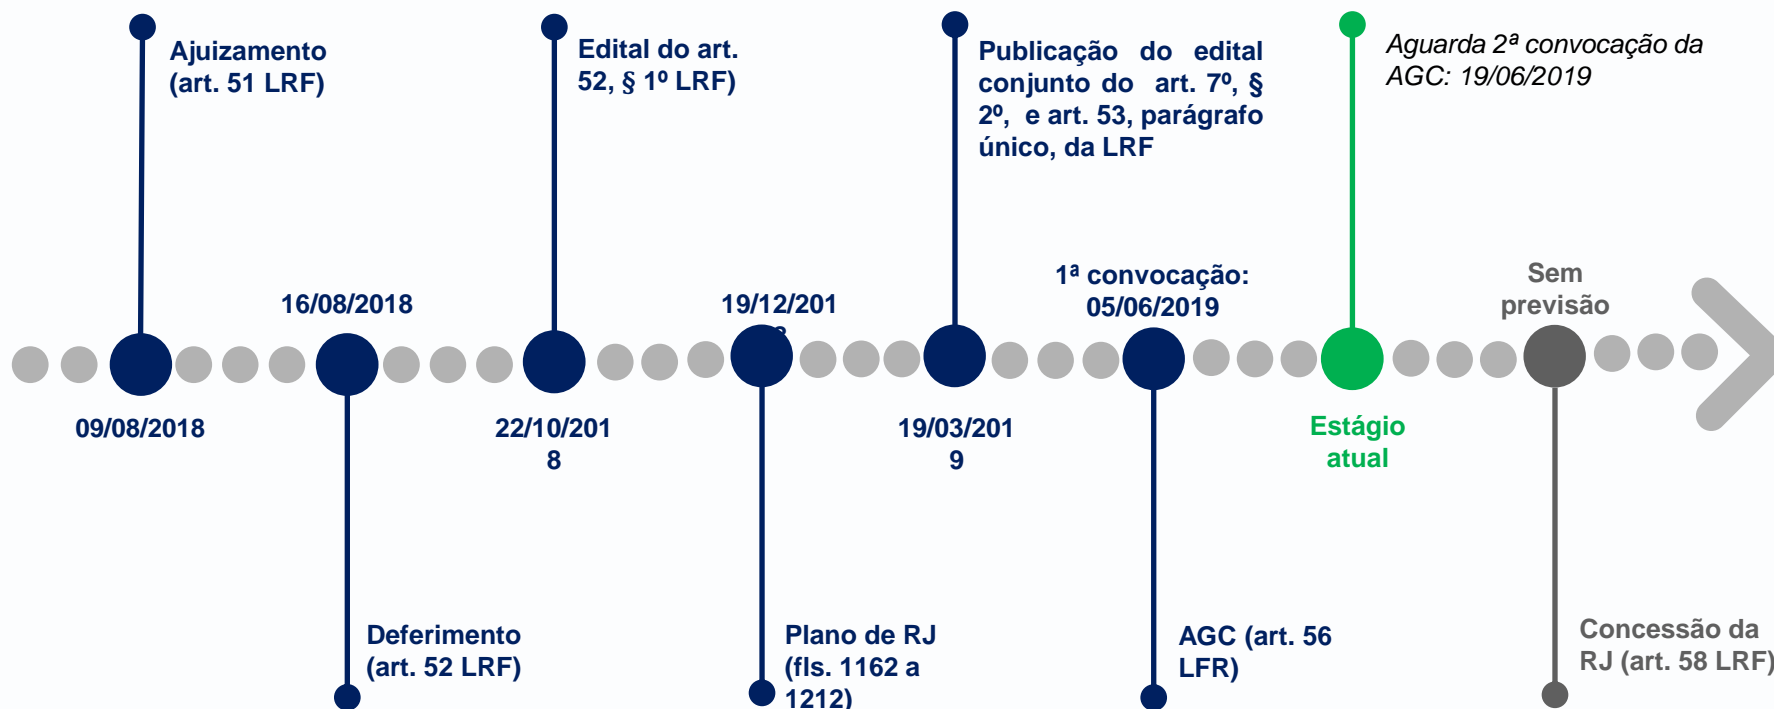 Ajuizamento
(art. 51 LRF)
Edital do art.
52, § 1º LRF)
Publicação do edital
conjunto do art. 7º, §
2º, e art. 53, parágrafo
único, da LRF
Aguarda 2ª convocação da
AGC: 19/06/2019
16/08/2018
19/12/201
1ª convocação:
05/06/2019
Sem
previsão
09/08/2018
22/10/201
8
19/03/201
9
Estágio
atual
Deferimento
(art. 52 LRF)
Plano de RJ
(fls. 1162 a
1212)
AGC (art. 56
LFR)
Concessão da
RJ (art. 58 LRF)